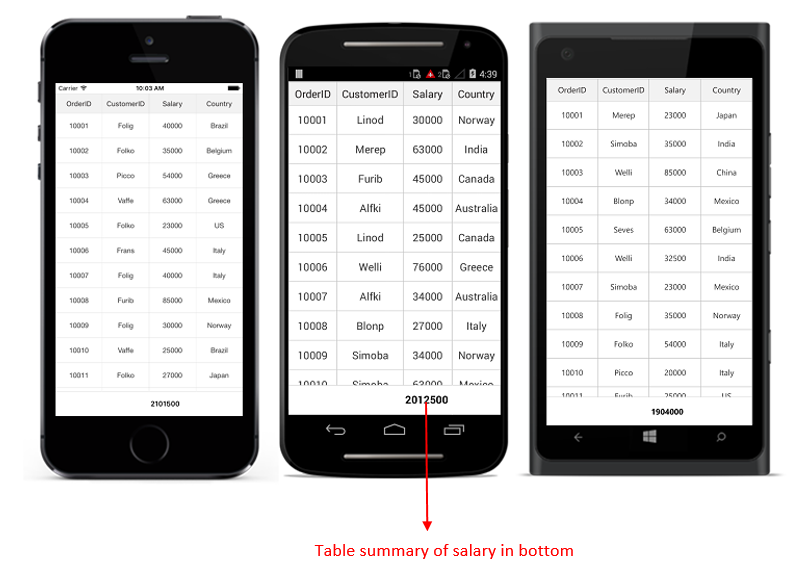 Carrier 10:03 AM
OrderID CustomerID Salary Country
10001 Folig 40000 Brazil
10002 Folko 35000 Belgium
10003 Picco 54000 Greece
10004 Vaffe 63000 Greece
10005 Folko 23000 US
10006 Frans 45000 Italy
10007 Folig 40000 Italy
10008 Furib 85000 Mexico
10009 Folig 30000 Norway
10010 Vaffe 25000 Brazil
10011 Folko 27000 Japan
2101500
1 2 4:39
OrderID CustomerID Salary Country
10001 Linod 30000 Norway
10002 Merep 63000 India
10003 Furib 45000 Canada
10004 Alfki 45000 Australia
10005 Linod 25000 Canada
10006 Welli 76000 Greece
10007 Alfki 34000 Australia
10008 Blonp 27000 Italy
10009 Simoba 34000 Norway
10010 Simoba 63000 Mexico
2012500
OrderID CustomerID Salary Country
10001 Merep 23000 Japan
10002 Simoba 35000 India
10003 Welli 85000 China
10004 Blonp 34000 Mexico
10005 Seves 63000 Belgium
10006 Welli 32500 India
10007 Simoba 23000 Mexico
10008 Folig 35000 Norway
10009 Folko 54000 Italy
10010 Picco 20000 Italy
10011 Furib 25000 US
1904000
Table summary of salary in bottom